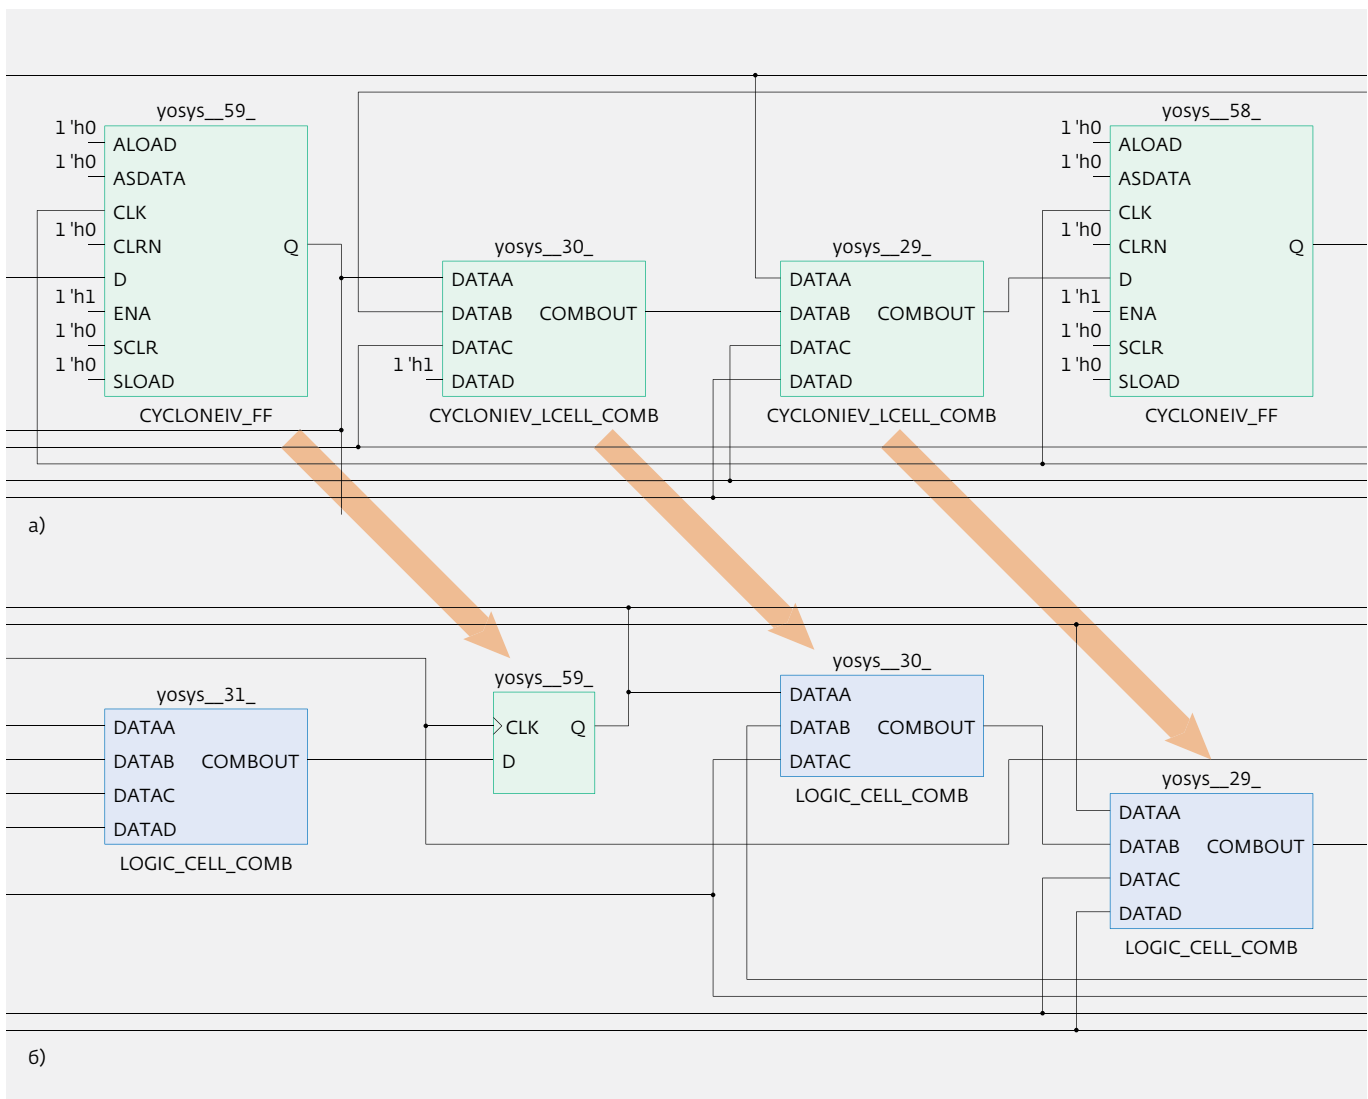 yosys__59_
1'h0
ALOAD
1'h0
ASDATA
CLK
1'h0
CLRN
Q
D
1'h1
ENA
1'h0
SCLR
1'h0
SLOAD
CYCLONEIV_FF
yosys__30_
DATAA
DATAB COMBOUT
DATAC
1'h1
DATAD
CYCLONIEV_LCELL_COMB
yosys__29_
DATAA
DATAB COMBOUT
DATAC
DATAD
CYCLONIEV_LCELL_COMB
yosys__58_
1'h0
ALOAD
1'h0
ASDATA
CLK
1'h0
CLRN
Q
D
1'h1
ENA
1'h0
SCLR
1'h0
SLOAD
CYCLONEIV_FF
а)
yosys__31_
DATAA
DATAB COMBOUT
DATAC
DATAD
LOGIC_CELL_COMB
yosys__59_
CLK Q
D
yosys__30_
DATAA
DATAB COMBOUT
DATAC
LOGIC_CELL_COMB
yosys__29_
DATAA
DATAB COMBOUT
DATAC
DATAD
LOGIC_CELL_COMB
б)